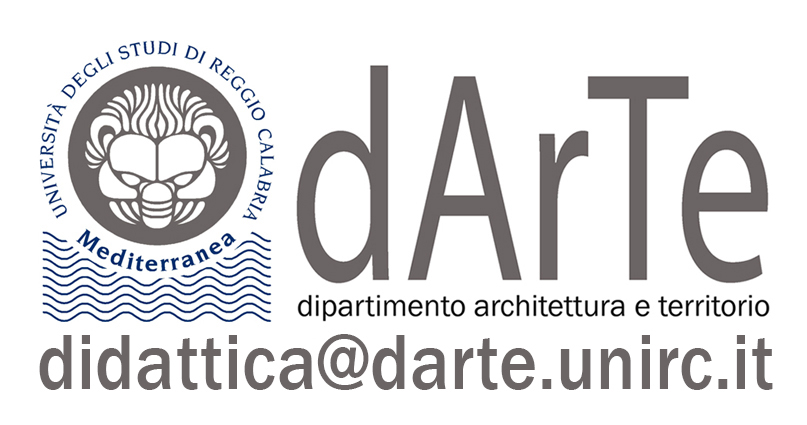 UNIVERSITÀ DEGLI STUDI DI REGGIO CALABRIA
Mediterranea
dArTe
dipartimento architettura e territorio
didattica@darte.unirc.it